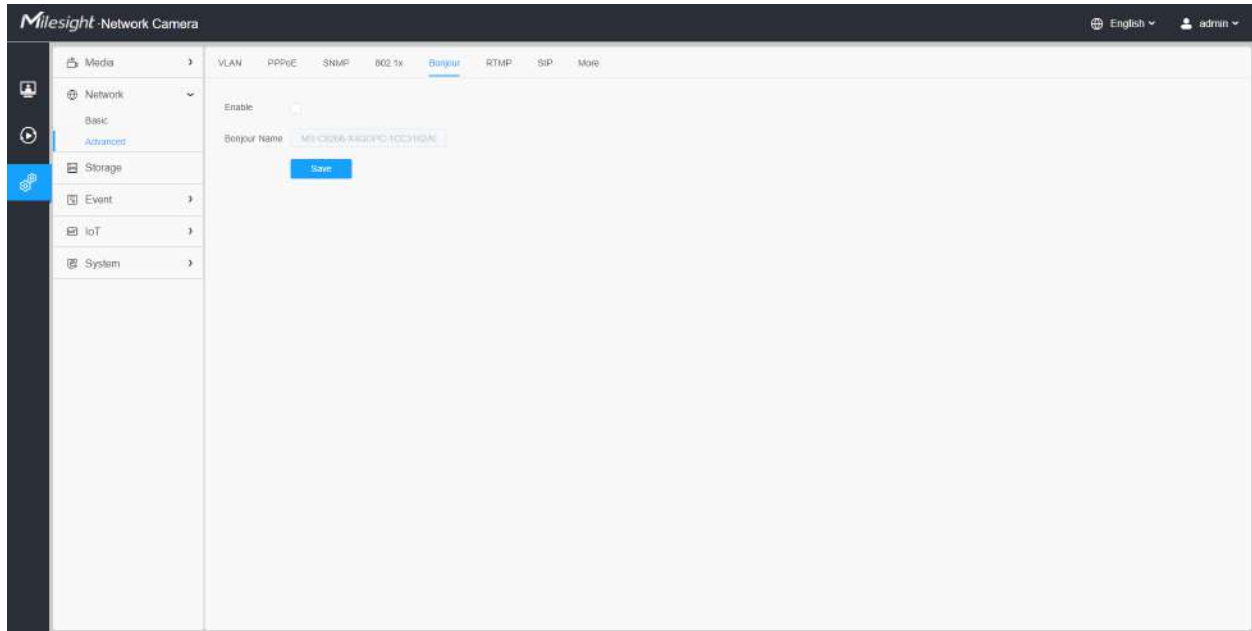 Milesight · Network Camera
English
admin
Media
Network
Basic
Advanced
Storage
Event
IoT
System
VLAN PPPoE SNMP 802.1x Bonjour RTMP SIP More
Enable
Bonjour Name
Save